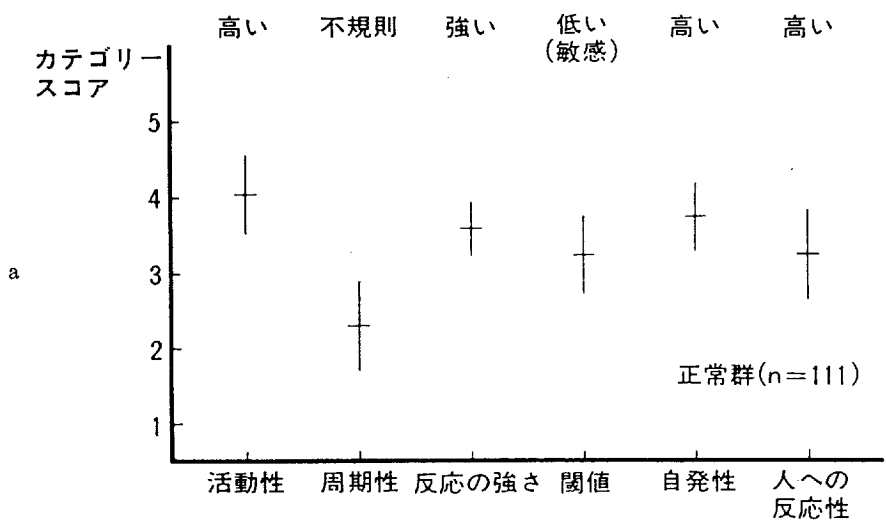 高い 不規則 強い 低い 高い 高い
(敏感)
カテゴリー
スコア
5
4
a
3
2
正常群(n=111)
1
活動性 周期性 反応の強さ 閾値 自発性 人への
反応性